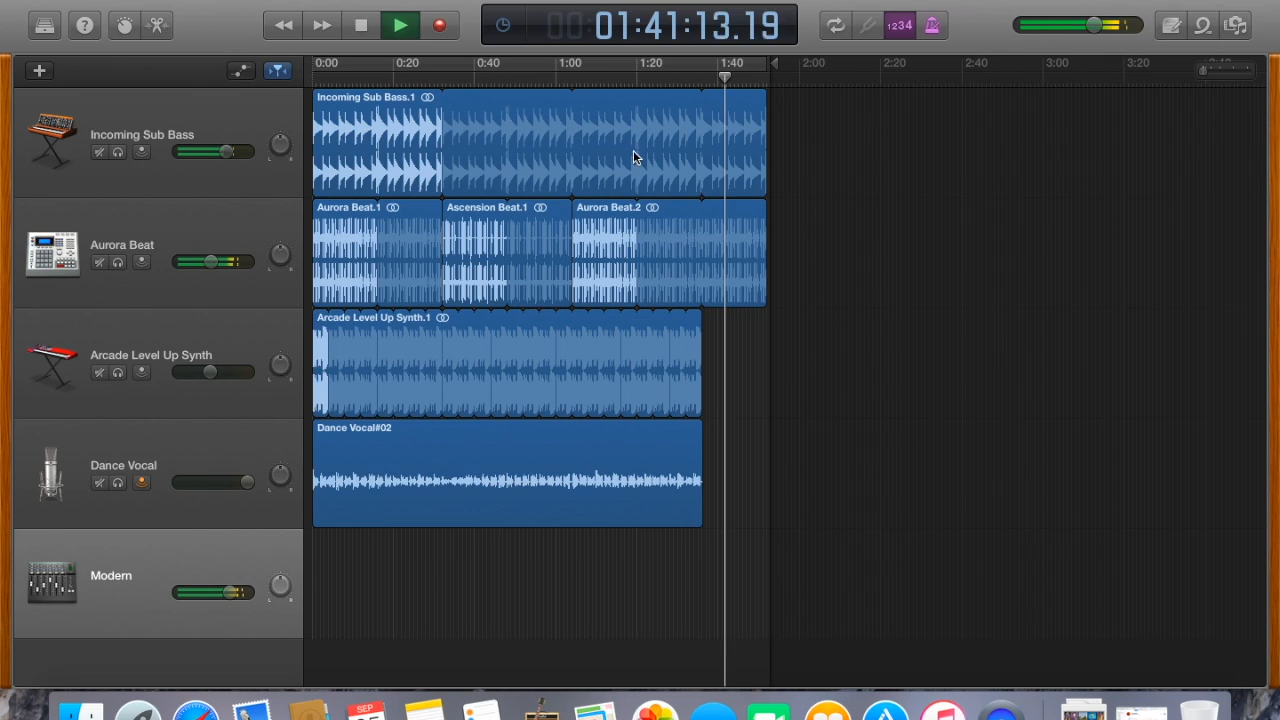 01:41:13.19
1234
0:00 0:20 0:40 1:00 1:20 1:40 2:00 2:20 2:40 3:00 3:20
Incoming Sub Bass
L R
Incoming Sub Bass.1
Aurora Beat
L R
Aurora Beat.1 Ascension Beat.1 Aurora Beat.2
Arcade Level Up Synth
L R
Arcade Level Up Synth.1
Dance Vocal
L R
Dance Vocal#02
Modern
L R
SEP